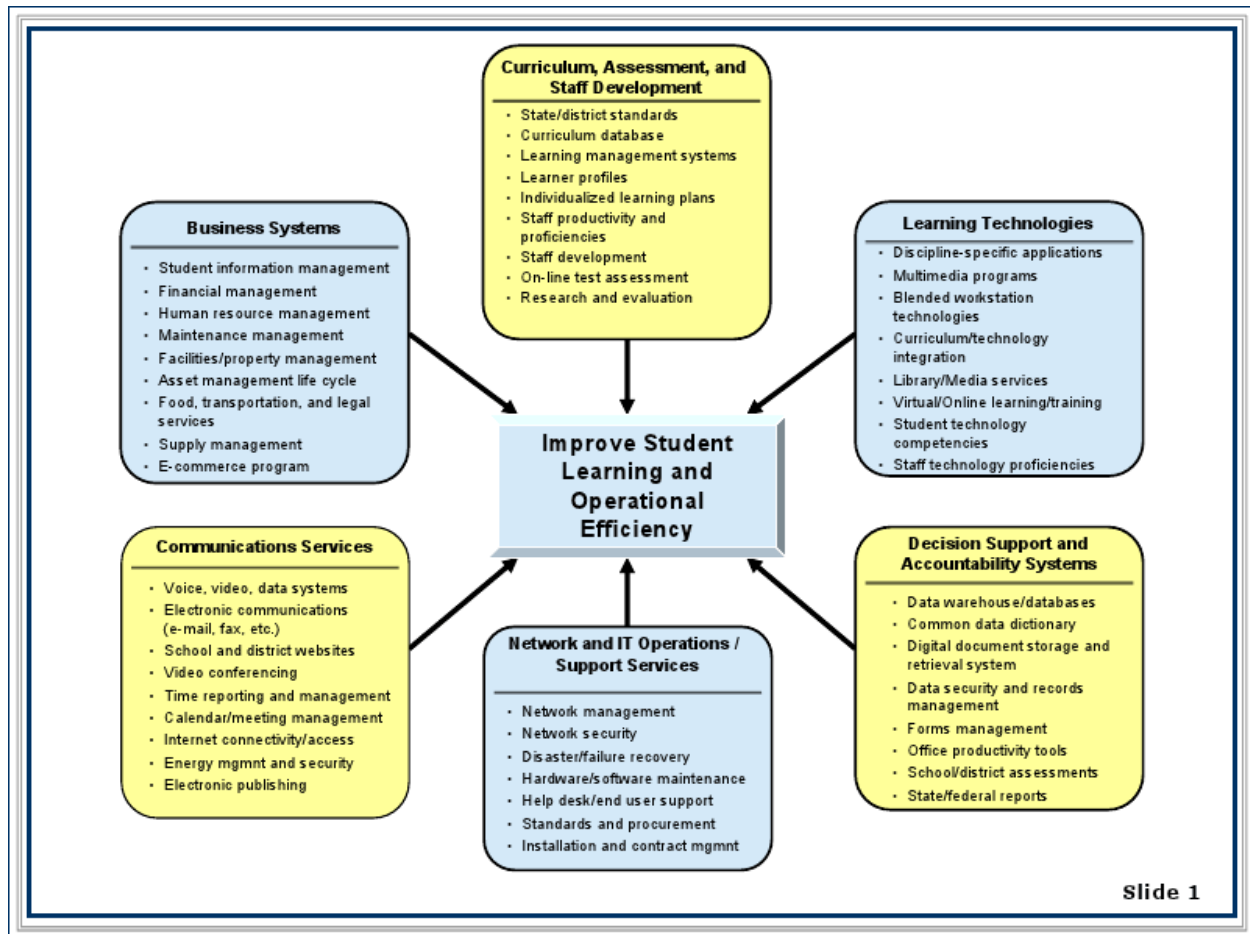 Curriculum, Assessment, and
Staff Development
· State/district standards
· Curriculum database
· Learning management systems
· Learner profiles
· Individualized learning plans
· Staff productivity and
proficiencies
· Staff development
· On-line test assessment
· Research and evaluation
Business Systems
· Student information management
· Financial management
· Human resource management
· Maintenance management
· Facilities/property management
· Asset management life cycle
· Food, transportation, and legal
services
· Supply management
· E-commerce program
Learning Technologies
· Discipline-specific applications
· Multimedia programs
· Blended workstation
technologies
· Curriculum/technology
integration
· Library/Media services
· Virtual/Online learning/training
· Student technology
competencies
· Staff technology proficiencies
Improve Student
Learning and
Operational
Efficiency
Communications Services
· Voice, video, data systems
· Electronic communications
(e-mail, fax, etc.)
· School and district websites
· Video conferencing
· Time reporting and management
· Calendar/meeting management
· Internet connectivity/access
· Energy mgmnt and security
· Electronic publishing
Network and IT Operations /
Support Services
· Network management
· Network security
· Disaster/failure recovery
· Hardware/software maintenance
· Help desk/end user support
· Standards and procurement
· Installation and contract mgmnt
Decision Support and
Accountability Systems
· Data warehouse/databases
· Common data dictionary
· Digital document storage and
retrieval system
· Data security and records
management
· Forms management
· Office productivity tools
· School/district assessments
· State/federal reports
Slide 1